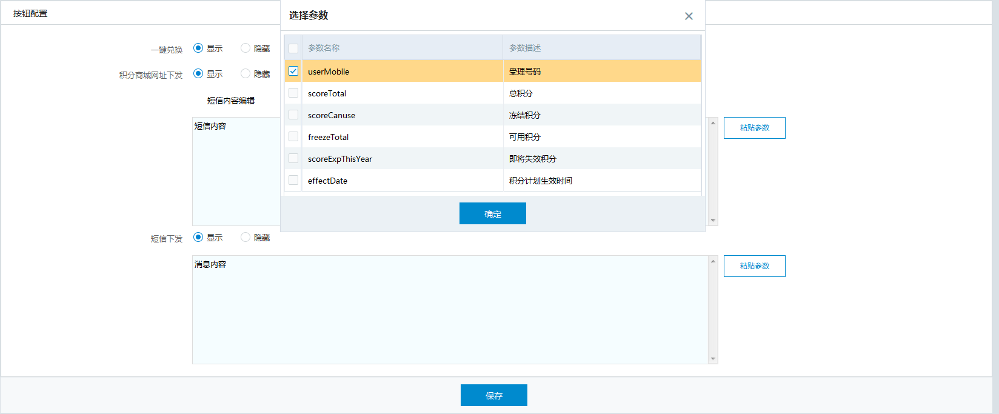 按钮配置
选择参数
一键兑换 显示 隐藏
积分商城网址下发 显示 隐藏
短信内容编辑
短信内容
参数名称 参数描述
userMobile 受理号码
scoreTotal 总积分
scoreCanuse 冻结积分
freezeTotal 可用积分
scoreExpThisYear 即将失效积分
effectDate 积分计划生效时间
确定
粘贴参数
短信下发 显示 隐藏
消息内容
粘贴参数
保存